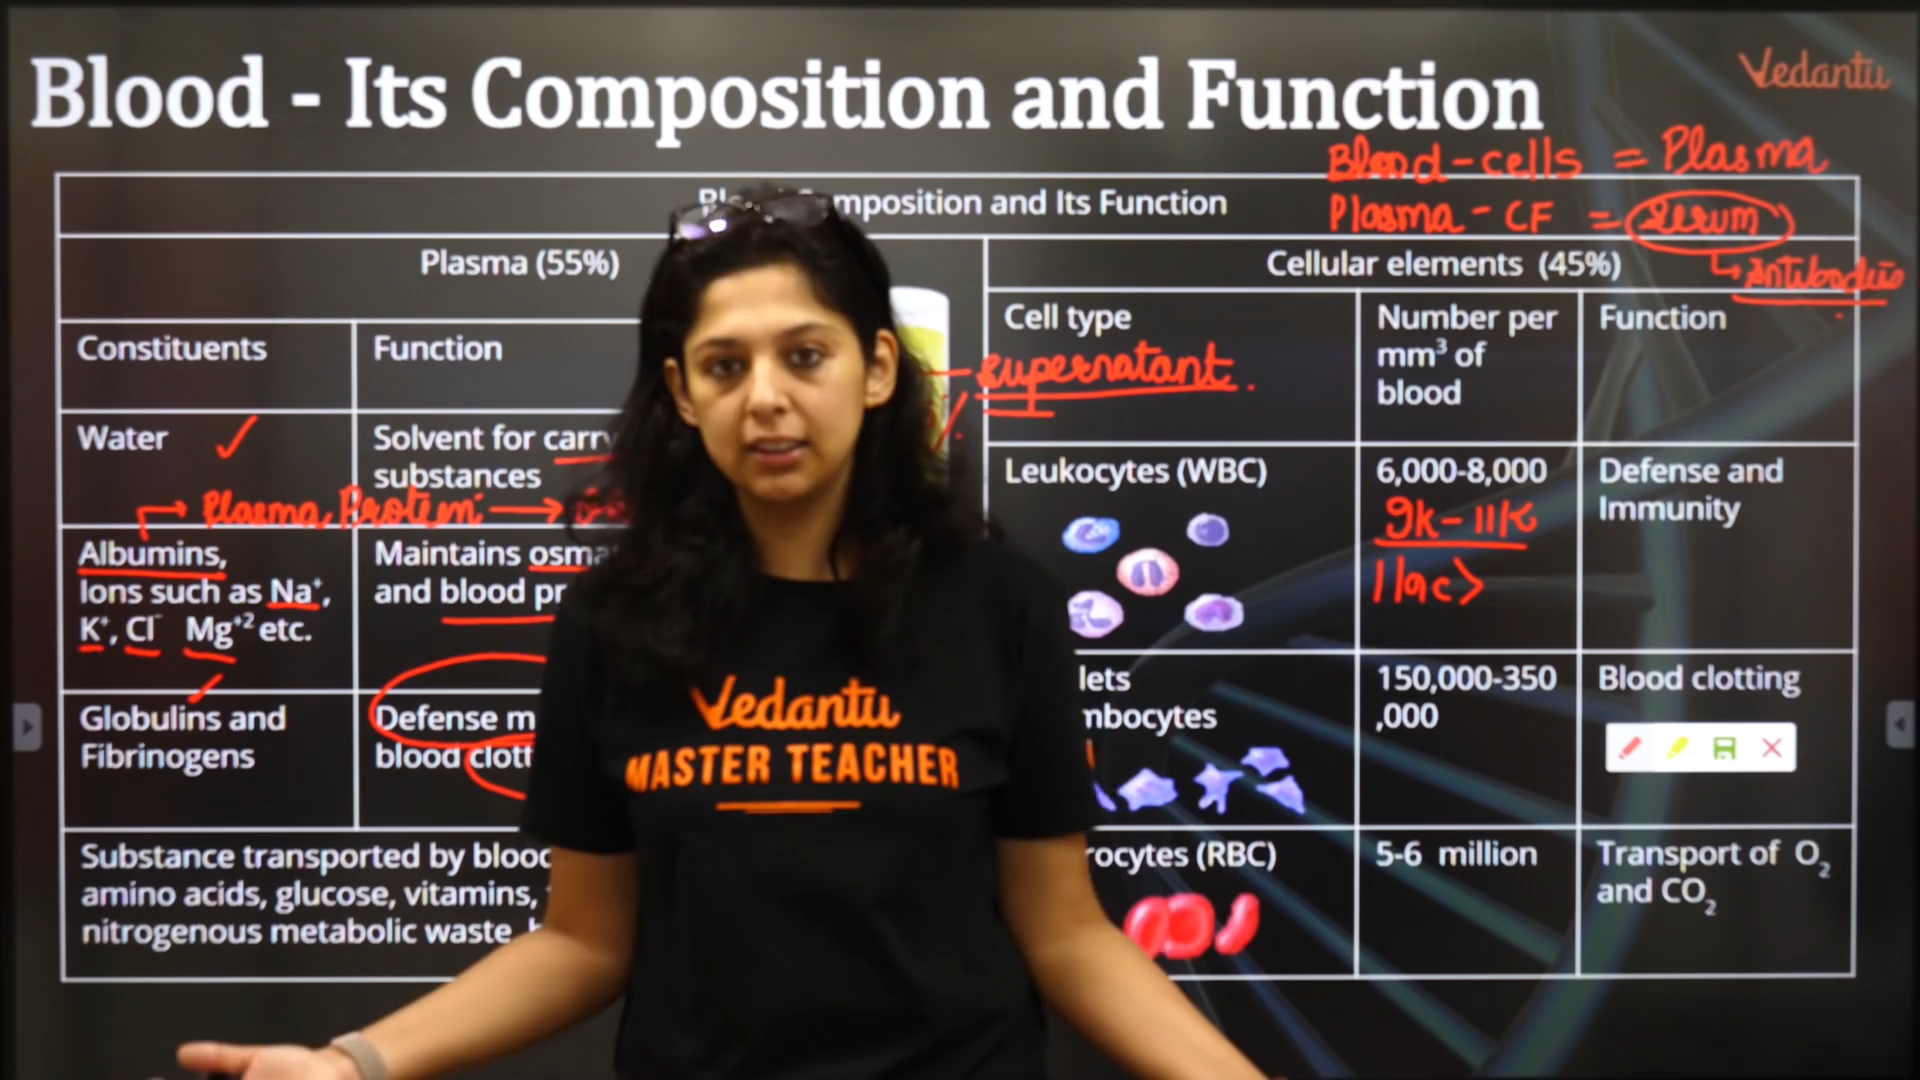 Blood - Its Composition and Function
Vedantu
Blood - cells = Plasma
Plasma - CF = Serum
Antibodies
mposition and Its Function
Plasma (55%)
Cellular elements (45%)
Constituents
Function
Cell type
Number per
mm³ of
blood
Function
supernatant
Water
Solvent for carry
substances
Plasma Protein
Leukocytes (WBC)
6,000-8,000
9k-11k
Defense and
Immunity
Albumins,
Ions such as Na⁺,
K⁺, Cl⁻ Mg⁺² etc.
Maintains osm
and blood pr
Globulins and
Fibrinogens
Defense m
blood clott
lets
mbocytes
150,000-350
,000
Blood clotting
Vedantu
MASTER TEACHER
Substance transported by blood
amino acids, glucose, vitamins,
nitrogenous metabolic waste
rocytes (RBC)
5-6 million
Transport of O₂
and CO₂